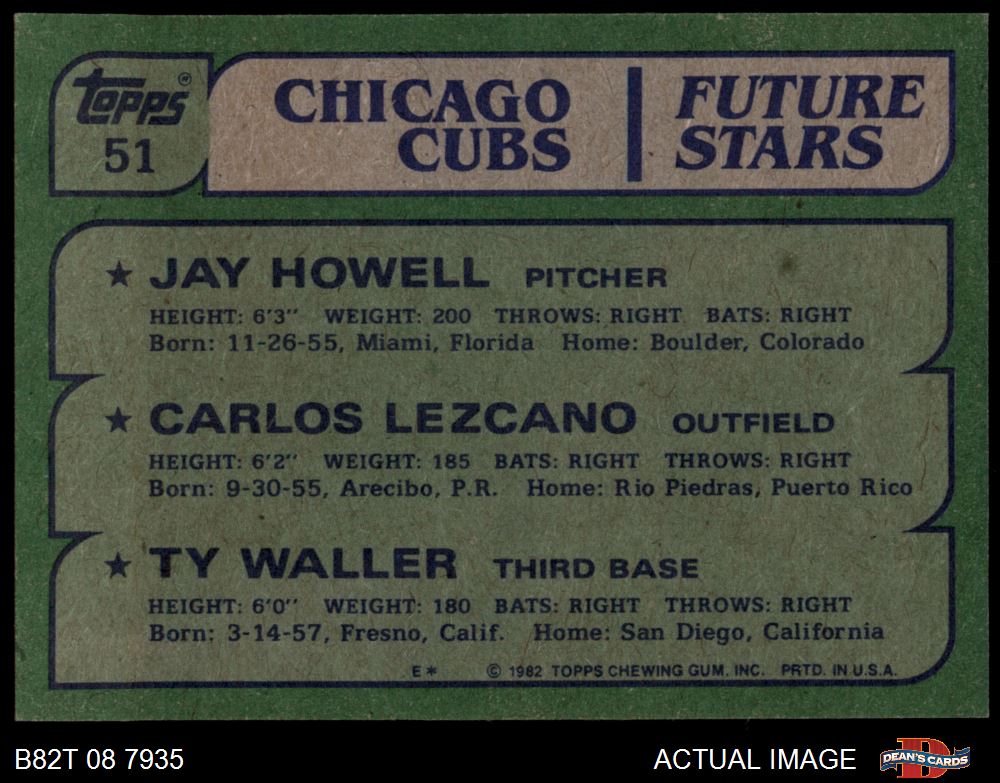 Topps®
51
CHICAGO CUBS
FUTURE STARS
★ JAY HOWELL PITCHER
HEIGHT: 6'3" WEIGHT: 200 THROWS: RIGHT BATS: RIGHT
Born: 11-26-55, Miami, Florida Home: Boulder, Colorado
★ CARLOS LEZCANO OUTFIELD
HEIGHT: 6'2" WEIGHT: 185 BATS: RIGHT THROWS: RIGHT
Born: 9-30-55, Arecibo, P.R. Home: Rio Piedras, Puerto Rico
★ TY WALLER THIRD BASE
HEIGHT: 6'0" WEIGHT: 180 BATS: RIGHT THROWS: RIGHT
Born: 3-14-57, Fresno, Calif. Home: San Diego, California
E* © 1982 TOPPS CHEWING GUM, INC. PRTD. IN U.S.A.
B82T 08 7935
ACTUAL IMAGE
D
DEAN'S CARDS